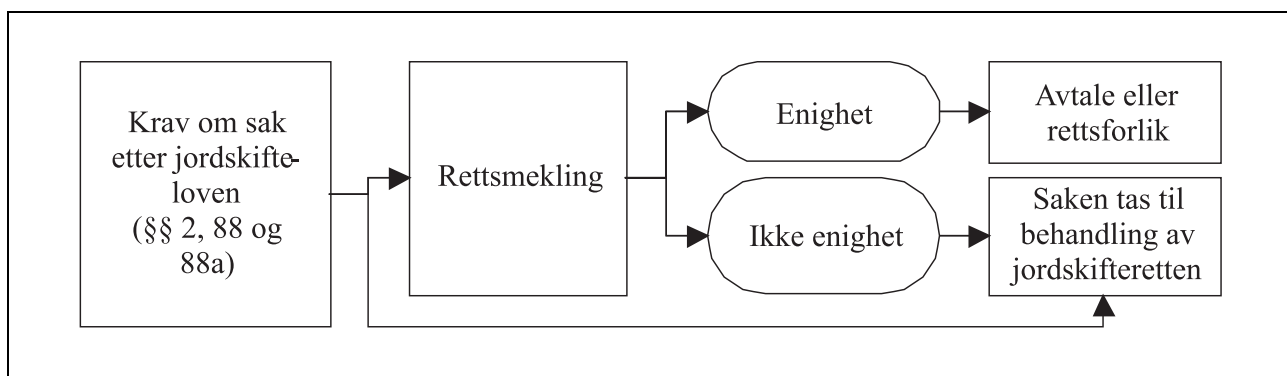 Krav om sak
etter jordskifte-
loven
(§§ 2, 88 og
88a)
Rettsmekling
Enighet
Avtale eller
rettsforlik
Ikke enighet
Saken tas til
behandling av
jordskifteretten